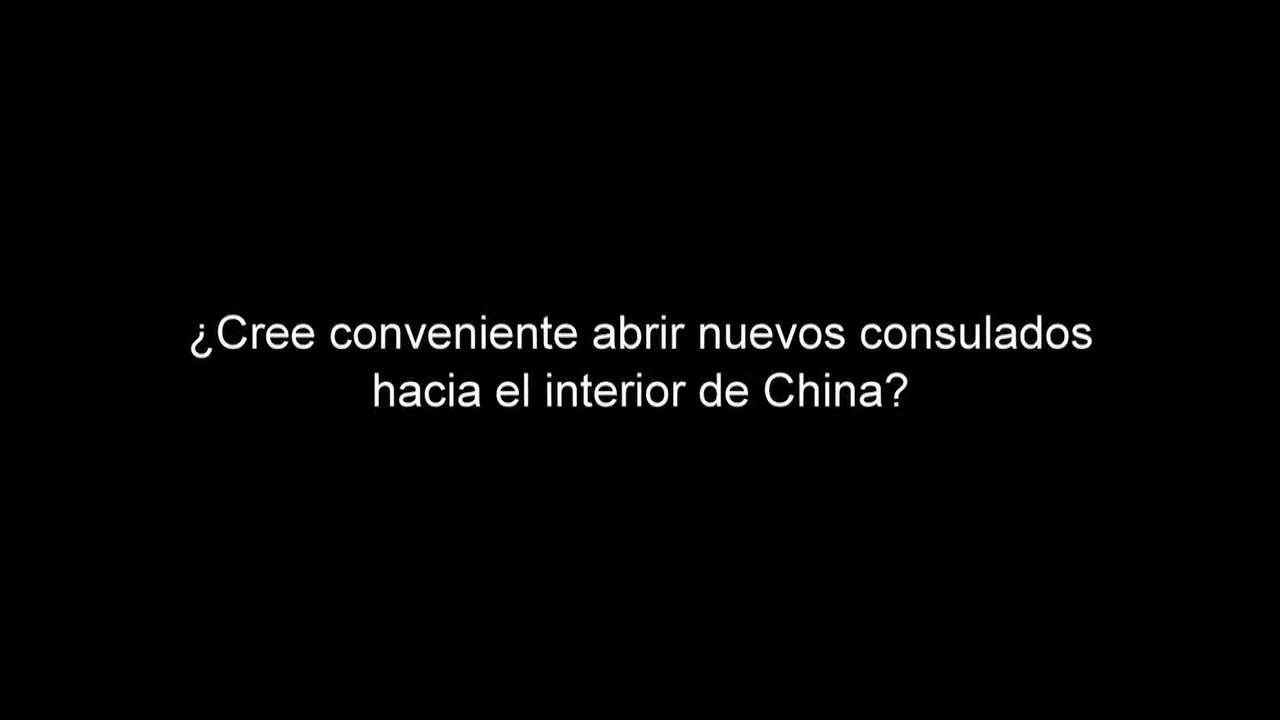 ¿Cree conveniente abrir nuevos consulados
hacia el interior de China?